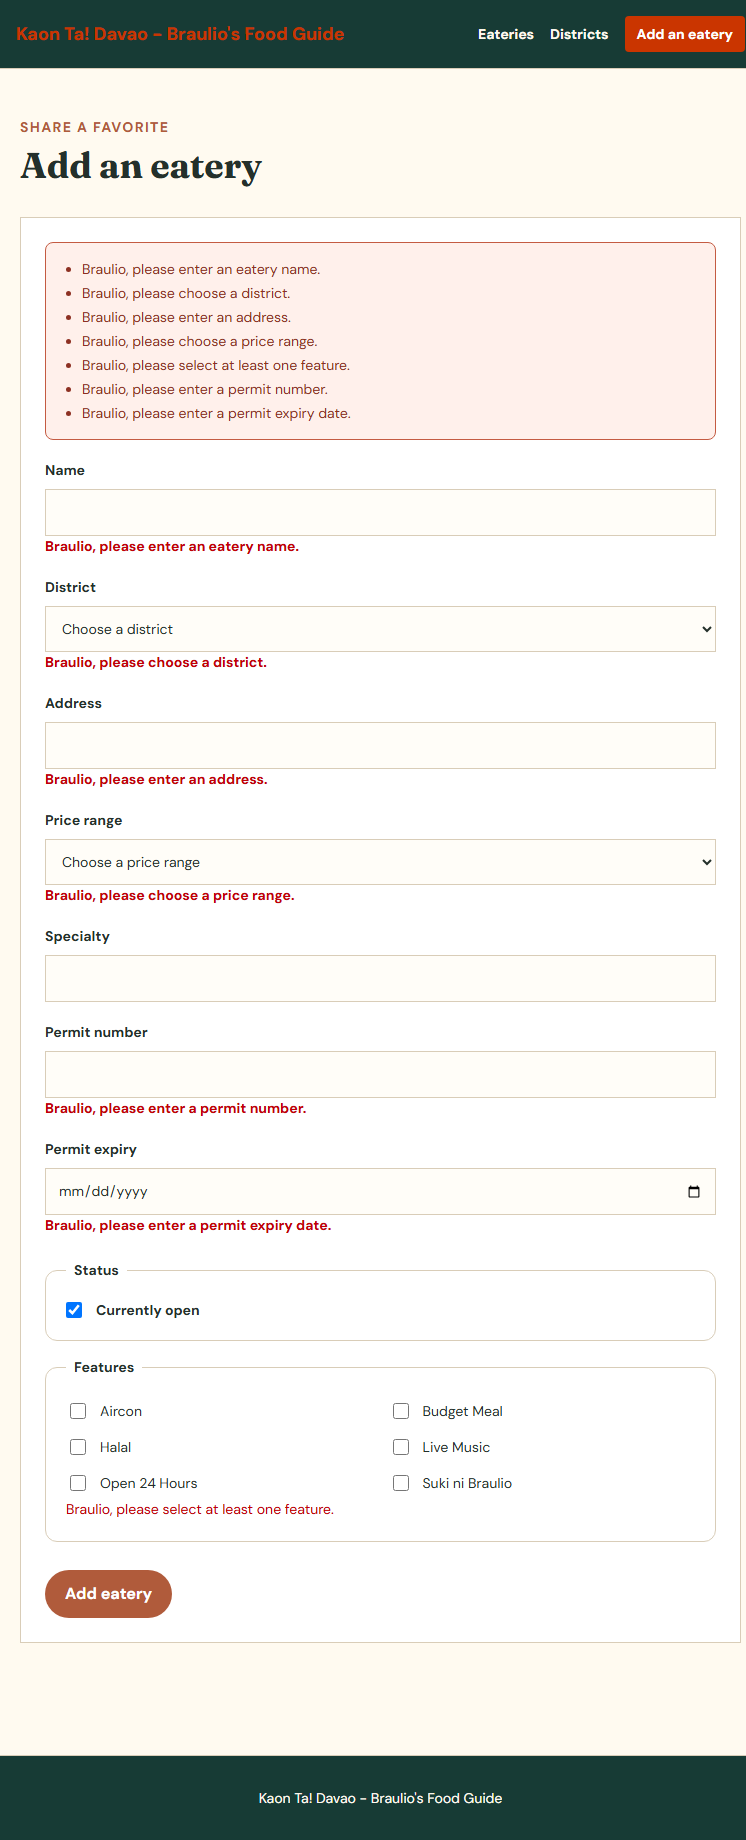 Kaon Ta! Davao - Braulio's Food Guide
Eateries
Districts
Add an eatery
SHARE A FAVORITE
Add an eatery
Braulio, please enter an eatery name.
Braulio, please choose a district.
Braulio, please enter an address.
Braulio, please choose a price range.
Braulio, please select at least one feature.
Braulio, please enter a permit number.
Braulio, please enter a permit expiry date.
Name
Braulio, please enter an eatery name.
District
Choose a district
Braulio, please choose a district.
Address
Braulio, please enter an address.
Price range
Choose a price range
Braulio, please choose a price range.
Specialty
Permit number
Braulio, please enter a permit number.
Permit expiry
mm/dd/yyyy
Braulio, please enter a permit expiry date.
Status
Currently open
Features
Aircon
Budget Meal
Halal
Live Music
Open 24 Hours
Suki ni Braulio
Braulio, please select at least one feature.
Add eatery
Kaon Ta! Davao - Braulio's Food Guide